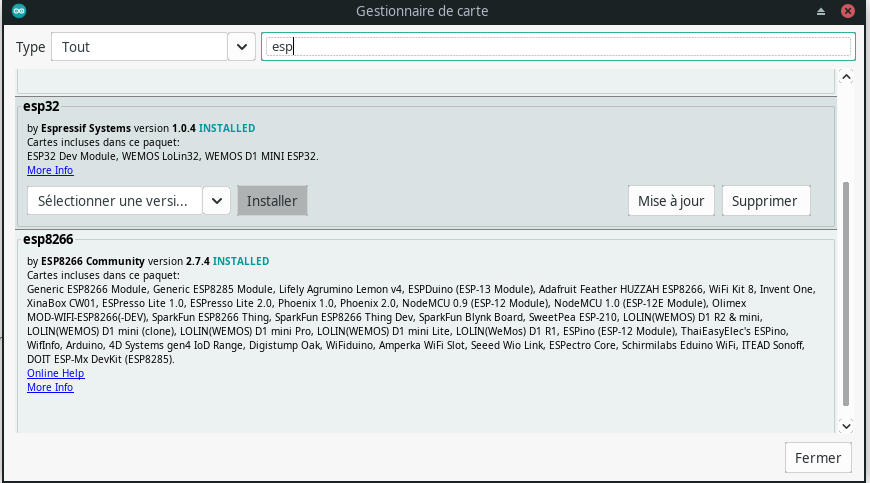 Gestionnaire de carte
Type Tout esp
esp32
by Espressif Systems version 1.0.4 INSTALLED
Cartes incluses dans ce paquet:
ESP32 Dev Module, WEMOS LoLin32, WEMOS D1 MINI ESP32.
More Info
Sélectionner une versi... Installer Mise à jour Supprimer
esp8266
by ESP8266 Community version 2.7.4 INSTALLED
Cartes incluses dans ce paquet:
Generic ESP8266 Module, Generic ESP8285 Module, Lifely Agrumino Lemon v4, ESPDuino (ESP-13 Module), Adafruit Feather HUZZAH ESP8266, WiFi Kit 8, Invent One,
XinaBox CW01, ESPresso Lite 1.0, ESPresso Lite 2.0, Phoenix 1.0, Phoenix 2.0, NodeMCU 0.9 (ESP-12 Module), NodeMCU 1.0 (ESP-12E Module), Olimex
MOD-WIFI-ESP8266(-DEV), SparkFun ESP8266 Thing, SparkFun ESP8266 Thing Dev, SparkFun Blynk Board, SweetPea ESP-210, LOLIN(WEMOS) D1 R2 & mini,
LOLIN(WEMOS) D1 mini (clone), LOLIN(WEMOS) D1 mini Pro, LOLIN(WEMOS) D1 mini Lite, LOLIN(WeMos) D1 R1, ESPino (ESP-12 Module), ThaiEasyElec's ESPino,
WifInfo, Arduino, 4D Systems gen4 IoD Range, Digistump Oak, WiFiduino, Amperka WiFi Slot, Seeed Wio Link, ESPectro Core, Schirmilabs Eduino WiFi, ITEAD Sonoff,
DOIT ESP-Mx DevKit (ESP8285).
Online Help
More Info
Fermer